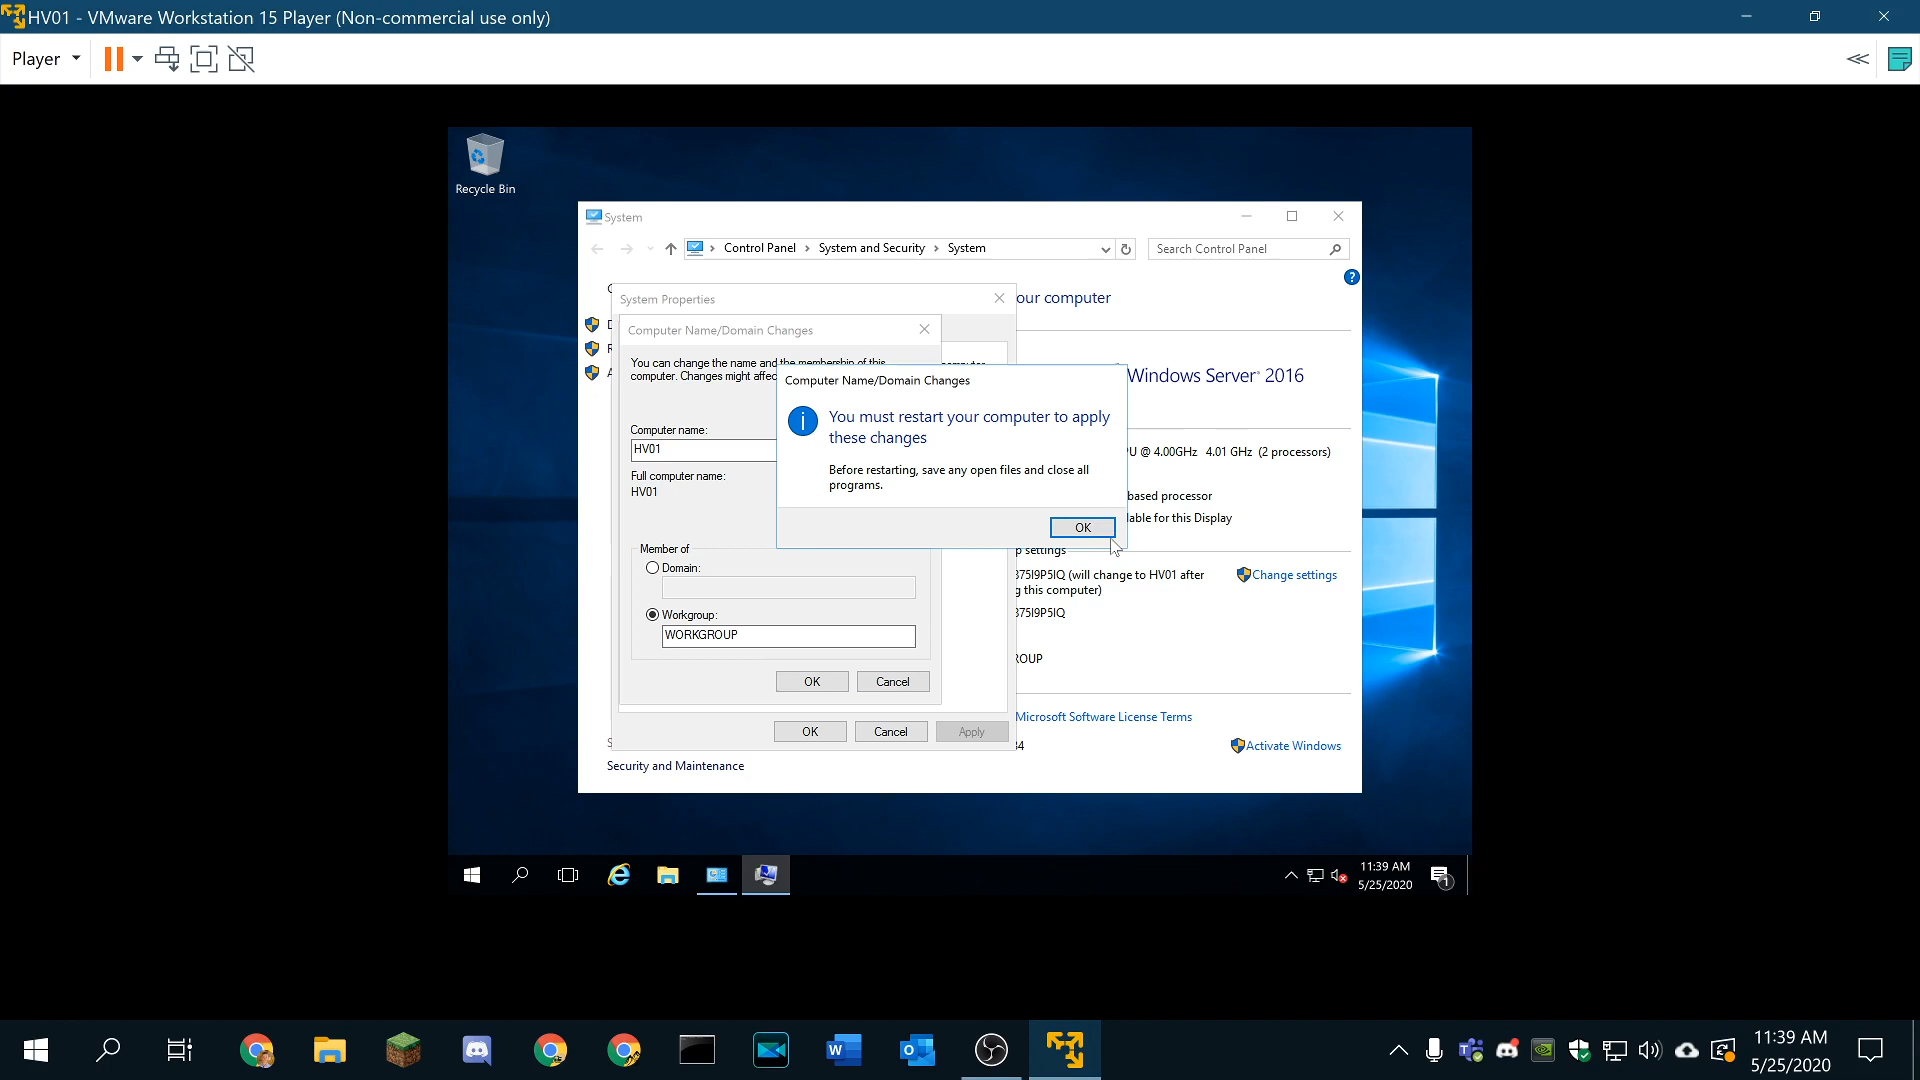 HV01 - VMware Workstation 15 Player (Non-commercial use only)
Player
Recycle Bin
System
Control Panel
System and Security
System
Search Control Panel
our computer
System Properties
Computer Name/Domain Changes
You can change the name and the membership of this
computer. Changes might affec
Computer name:
HV01
Full computer name:
HV01
Member of
Domain:
Workgroup:
WORKGROUP
OK
Cancel
OK
Cancel
Apply
Computer Name/Domain Changes
You must restart your computer to apply
these changes
Before restarting, save any open files and close all
programs.
OK
Windows Server® 2016
U @ 4.00GHz 4.01 GHz (2 processors)
based processor
lable for this Display
p settings
375I9P5IQ (will change to HV01 after
g this computer)
Change settings
375I9P5IQ
ROUP
Microsoft Software License Terms
34
Activate Windows
Security and Maintenance
11:39 AM
5/25/2020
1
11:39 AM
5/25/2020